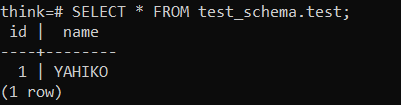 think=# SELECT * FROM test_schema.test;
 id |  name
----+--------
  1 | YAHIKO
(1 row)